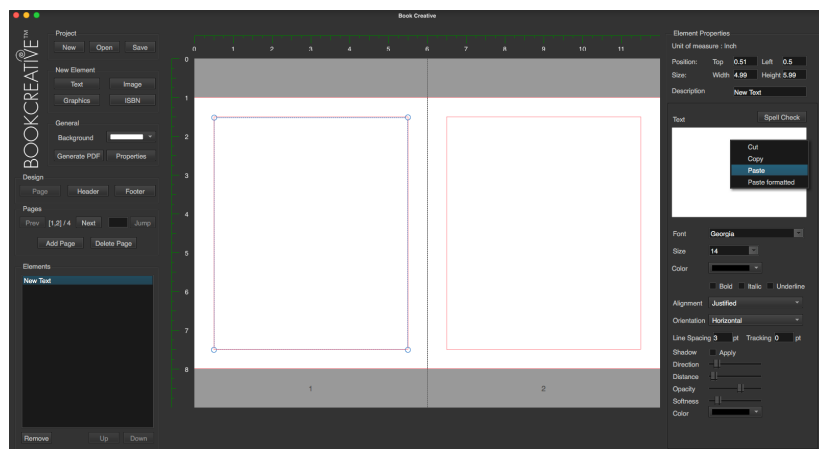 Book Creative
BOOKCREATIVE™
Project
New Open Save
New Element
Text Image
Graphics ISBN
General
Background
Generate PDF Properties
Design
Page Header Footer
Pages
Prev [1,2] / 4 Next Jump
Add Page Delete Page
Elements
New Text
Remove Up Down
0 1 2 3 4 5 6 7 8 9 10 11
0
1
2
3
4
5
6
7
8
1 2
Element Properties
Unit of measure : Inch
Position: Top 0.51 Left 0.5
Size: Width 4.99 Height 5.99
Description New Text
Text Spell Check
Cut
Copy
Paste
Paste formatted
Font Georgia
Size 14
Color
Bold Italic Underline
Alignment Justified
Orientation Horizontal
Line Spacing 3 pt Tracking 0 pt
Shadow Apply
Direction
Distance
Opacity
Softness
Color